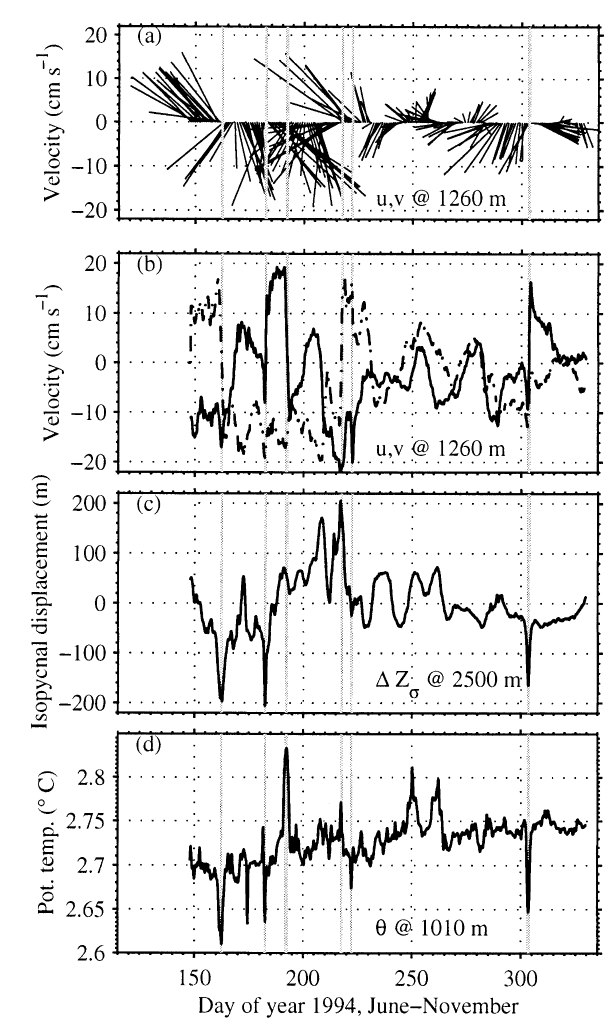 (a)
20
10
0
−10
−20
Velocity (cm s−1)
u,v @ 1260 m
(b)
20
10
0
−10
−20
Velocity (cm s−1)
u,v @ 1260 m
(c)
200
100
0
−100
−200
Isopycnal displacement (m)
Δ Zσ @ 2500 m
(d)
2.8
2.75
2.7
2.65
2.6
Pot. temp. (° C)
θ @ 1010 m
150 200 250 300
Day of year 1994, June−November